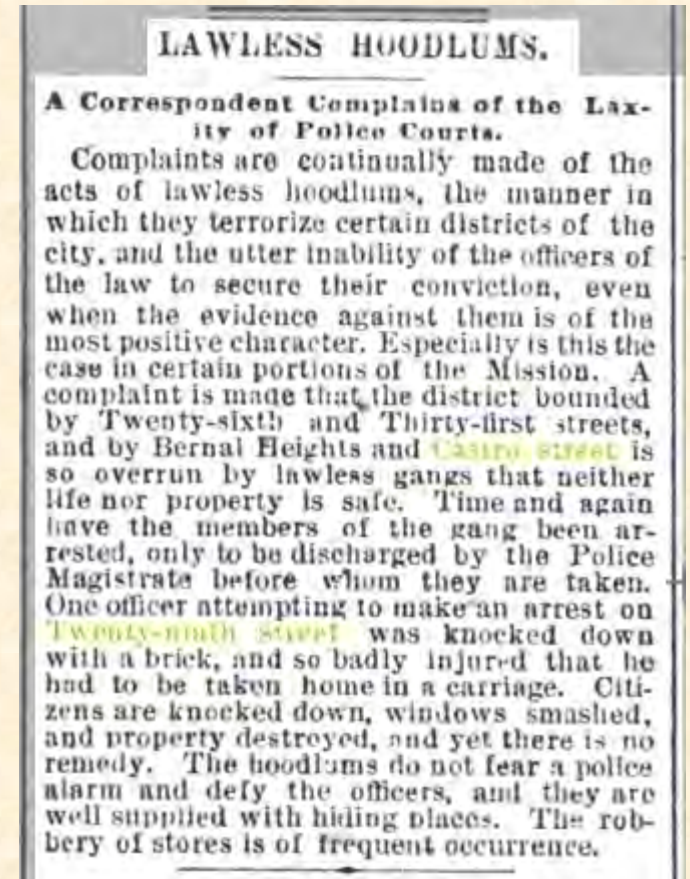 LAWLESS HOODLUMS.
A Correspondent Complains of the Lax-
ity of Police Courts.
Complaints are continually made of the
acts of lawless hoodlums, the manner in
which they terrorize certain districts of the
city, and the utter inability of the officers of
the law to secure their conviction, even
when the evidence against them is of the
most positive character. Especially is this the
case in certain portions of the Mission. A
complaint is made that the district bounded
by Twenty-sixth and Thirty-first streets,
and by Bernal Heights and Castro street is
so overrun by lawless gangs that neither
life nor property is safe. Time and again
have the members of the gang been ar-
rested, only to be discharged by the Police
Magistrate before whom they are taken.
One officer attempting to make an arrest on
Twenty-ninth street was knocked down
with a brick, and so badly injured that he
had to be taken home in a carriage. Citi-
zens are knocked down, windows smashed,
and property destroyed, and yet there is no
remedy. The hoodlums do not fear a police
alarm and defy the officers, and they are
well supplied with hiding places. The rob-
bery of stores is of frequent occurrence.